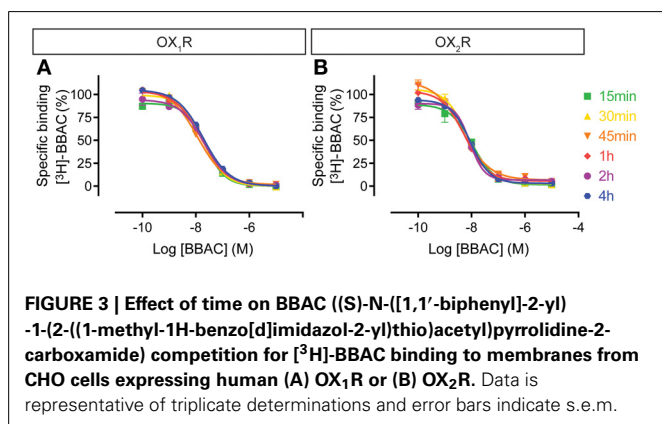 OX₁R
OX₂R
A
B
Specific binding
[³H]-BBAC (%)
100
75
50
25
0
-10
-8
-6
-4
Log [BBAC] (M)
Specific binding
[³H]-BBAC (%)
100
75
50
25
0
-10
-8
-6
-4
Log [BBAC] (M)
15min
30min
45min
1h
2h
4h
FIGURE 3 | Effect of time on BBAC ((S)-N-([1,1′-biphenyl]-2-yl)
-1-(2-((1-methyl-1H-benzo[d]imidazol-2-yl)thio)acetyl)pyrrolidine-2-
carboxamide) competition for [³H]-BBAC binding to membranes from
CHO cells expressing human (A) OX₁R or (B) OX₂R. Data is
representative of triplicate determinations and error bars indicate s.e.m.